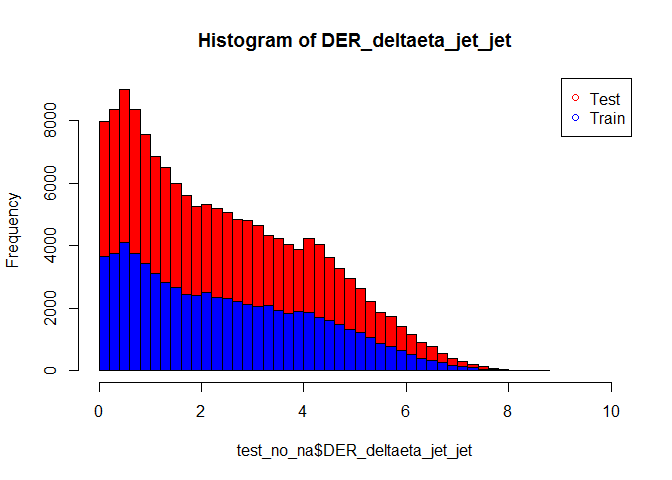 Histogram of DER_deltaeta_jet_jet
Test
Train
Frequency
8000
6000
4000
2000
0
0 2 4 6 8 10
test_no_na$DER_deltaeta_jet_jet